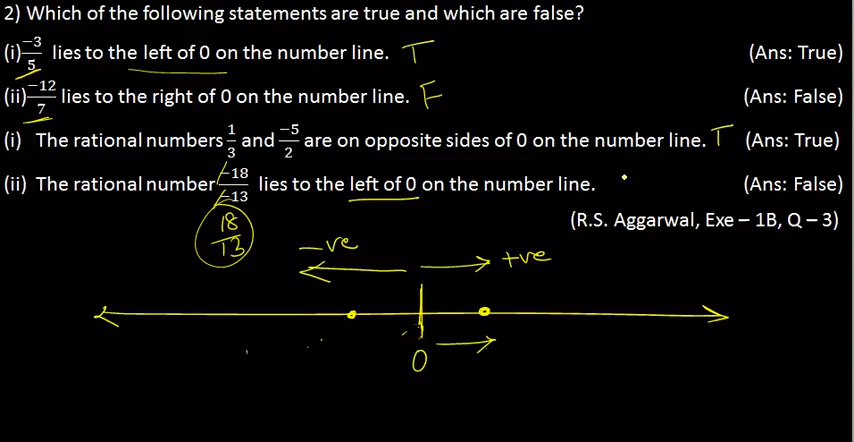 2) Which of the following statements are true and which are false?
(i) −3/5 lies to the left of 0 on the number line. T (Ans: True)
(ii) −12/7 lies to the right of 0 on the number line. F (Ans: False)
(i) The rational numbers 1/3 and −5/2 are on opposite sides of 0 on the number line. T (Ans: True)
(ii) The rational number −18/−13 lies to the left of 0 on the number line. (Ans: False)
18/13 (R.S. Aggarwal, Exe – 1B, Q – 3)
−ve +ve
0